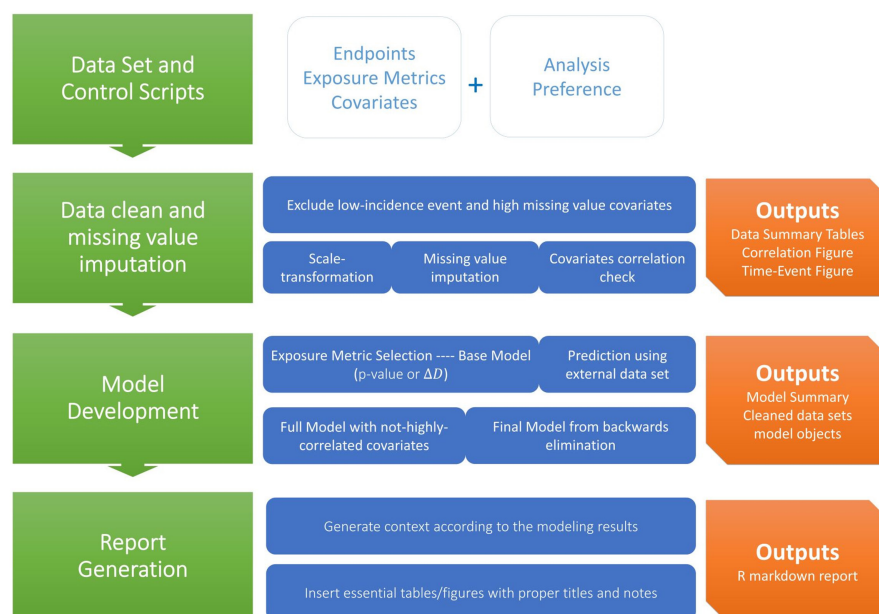 Data Set and
Control Scripts
Endpoints
Exposure Metrics
Covariates
+
Analysis
Preference
Data clean and
missing value
imputation
Exclude low-incidence event and high missing value covariates
Scale-
transformation
Missing value
imputation
Covariates correlation
check
Outputs
Data Summary Tables
Correlation Figure
Time-Event Figure
Model
Development
Exposure Metric Selection ---- Base Model
(p-value or ΔD)
Prediction using
external data set
Full Model with not-highly-
correlated covariates
Final Model from backwards
elimination
Outputs
Model Summary
Cleaned data sets
model objects
Report
Generation
Generate context according to the modeling results
Insert essential tables/figures with proper titles and notes
Outputs
R markdown report